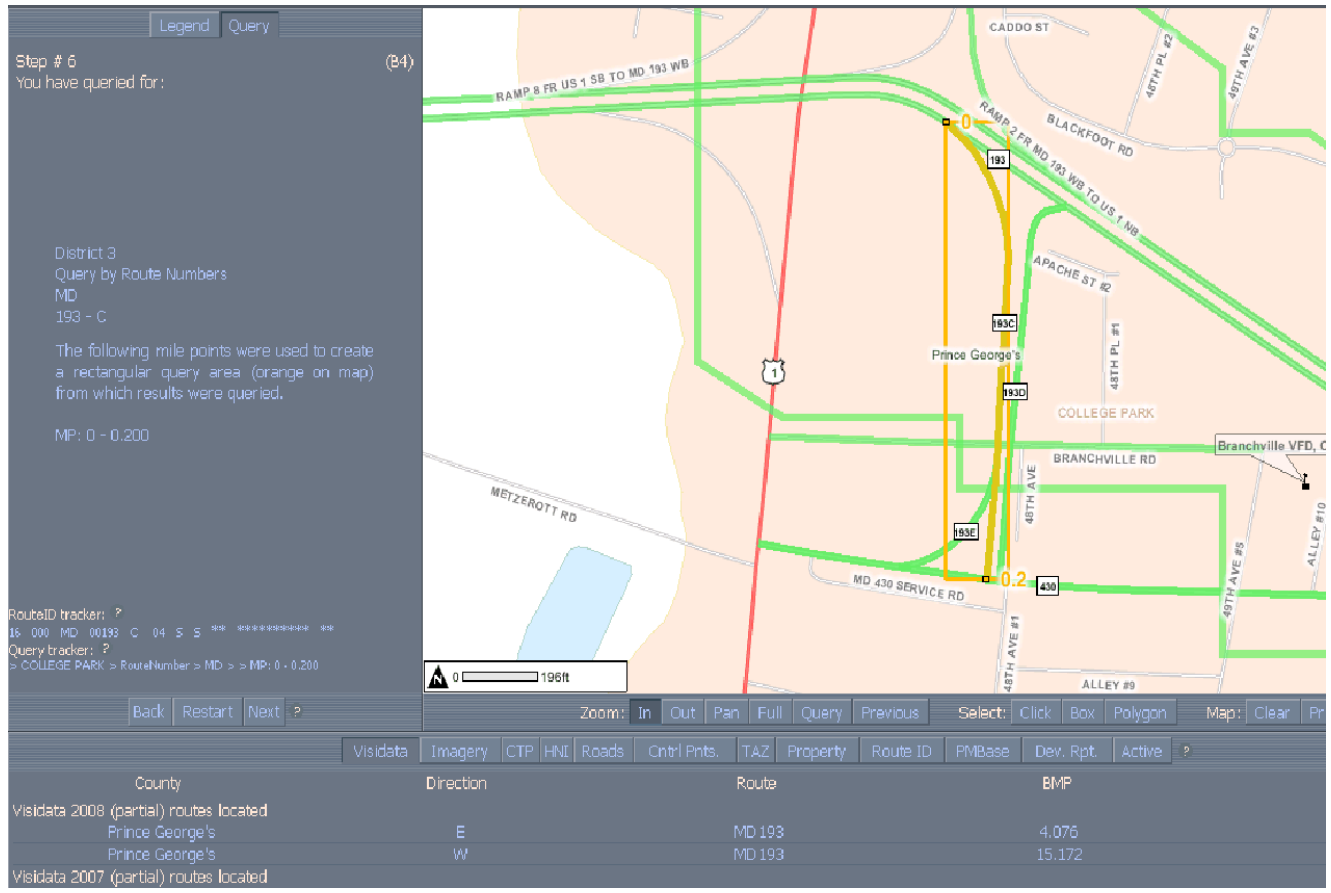 Legend Query
Step # 6 (B4)
You have queried for:
District 3
Query by Route Numbers
MD
193 - C
The following mile points were used to create
a rectangular query area (orange on map)
from which results were queried.
MP: 0 - 0.200
RouteID tracker: ?
16 000 MD 00193 C 04 S S ** ********** **
Query tracker: ?
> COLLEGE PARK > RouteNumber > MD > > MP: 0 - 0.200
Back Restart Next ?
CADDO ST
48TH PL #2
49TH AVE #3
RAMP 8 FR US 1 SB TO MD 193 WB
0
RAMP 2 FR MD 193 WB TO US 1 NB
BLACKFOOT RD
193
APACHE ST #2
193C
48TH PL #1
Prince George's
1
193D
COLLEGE PARK
Branchville VFD, C
BRANCHVILLE RD
METZEROTT RD
48TH AVE
193E
ALLEY #10
49TH AVE #5
MD 430 SERVICE RD
0.2
430
48TH AVE #1
ALLEY #9
N 0 196ft
Zoom: In Out Pan Full Query Previous Select: Click Box Polygon Map: Clear Pr
Visidata Imagery CTP HNI Roads Cntrl Pnts. TAZ Property Route ID PMBase Dev. Rpt. Active ?
County Direction Route BMP
Visidata 2008 (partial) routes located
Prince George's E MD 193 4.076
Prince George's W MD 193 15.172
Visidata 2007 (partial) routes located